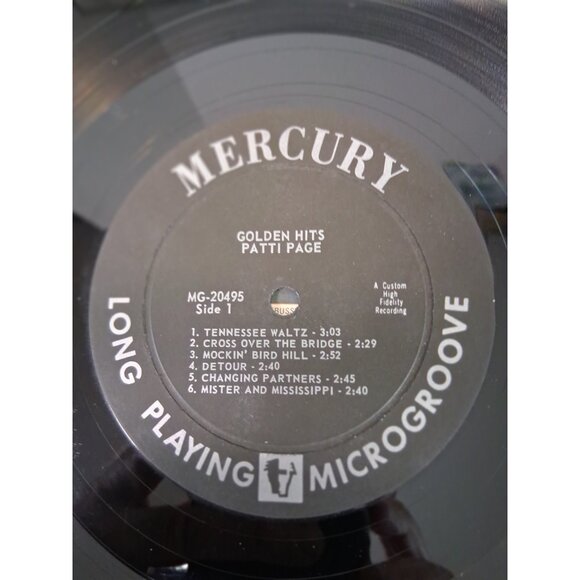 MERCURY
GOLDEN HITS
PATTI PAGE
MG-20495
Side 1
A Custom
High
Fidelity
Recording
BUSS
1. TENNESSEE WALTZ - 3:03
2. CROSS OVER THE BRIDGE - 2:29
3. MOCKIN' BIRD HILL - 2:52
4. DETOUR - 2:40
5. CHANGING PARTNERS - 2:45
6. MISTER AND MISSISSIPPI - 2:40
LONG PLAYING MICROGROOVE